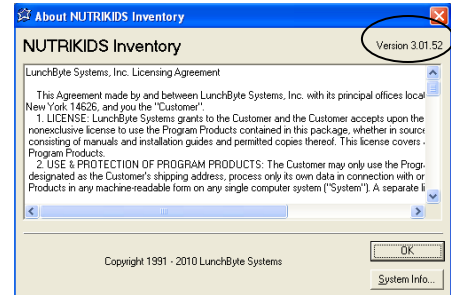 About NUTRIKIDS Inventory
NUTRIKIDS Inventory
Version 3.01.52
LunchByte Systems, Inc. Licensing Agreement
This Agreement made by and between LunchByte Systems, Inc. with its principal offices local
New York 14626, and you the "Customer".
1. LICENSE: LunchByte Systems grants to the Customer and the Customer accepts upon the
nonexclusive license to use the Program Products contained in this package, whether in source
consisting of manuals and installation guides and permitted copies thereof. This license covers
Program Products.
2. USE & PROTECTION OF PROGRAM PRODUCTS: The Customer may only use the Progr
designated as the Customer's shipping address, process only its own data in connection with or
Products in any machine-readable form on any single computer system ("System"). A separate li
Copyright 1991 - 2010 LunchByte Systems
OK
System Info...